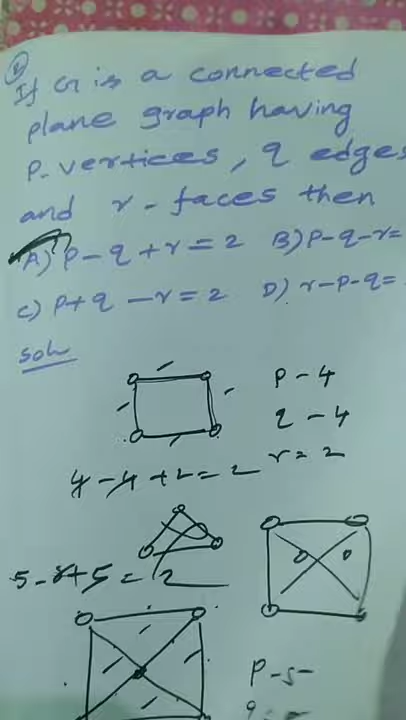 ①
If G is a connected
plane graph having
p-vertices, q edges
and r-faces then
A) p-q+r=2 B) p-q-r=
c) p+q-r=2 D) r-p-q=
Soln
p-4
q-4
r=2
4-4+2=2
5-8+5=2
p-5